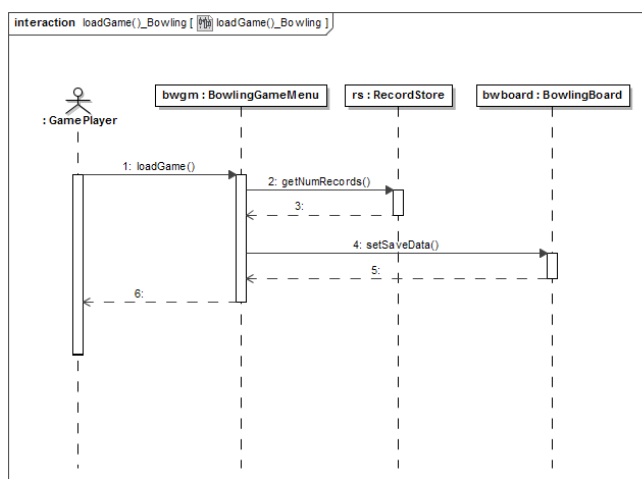 interaction loadGame()_Bowling [ loadGame()_Bowling ]
bwgm : BowlingGameMenu rs : RecordStore bwboard : BowlingBoard
: GamePlayer
1: loadGame()
2: getNumRecords()
3:
4: setSaveData()
5:
6: